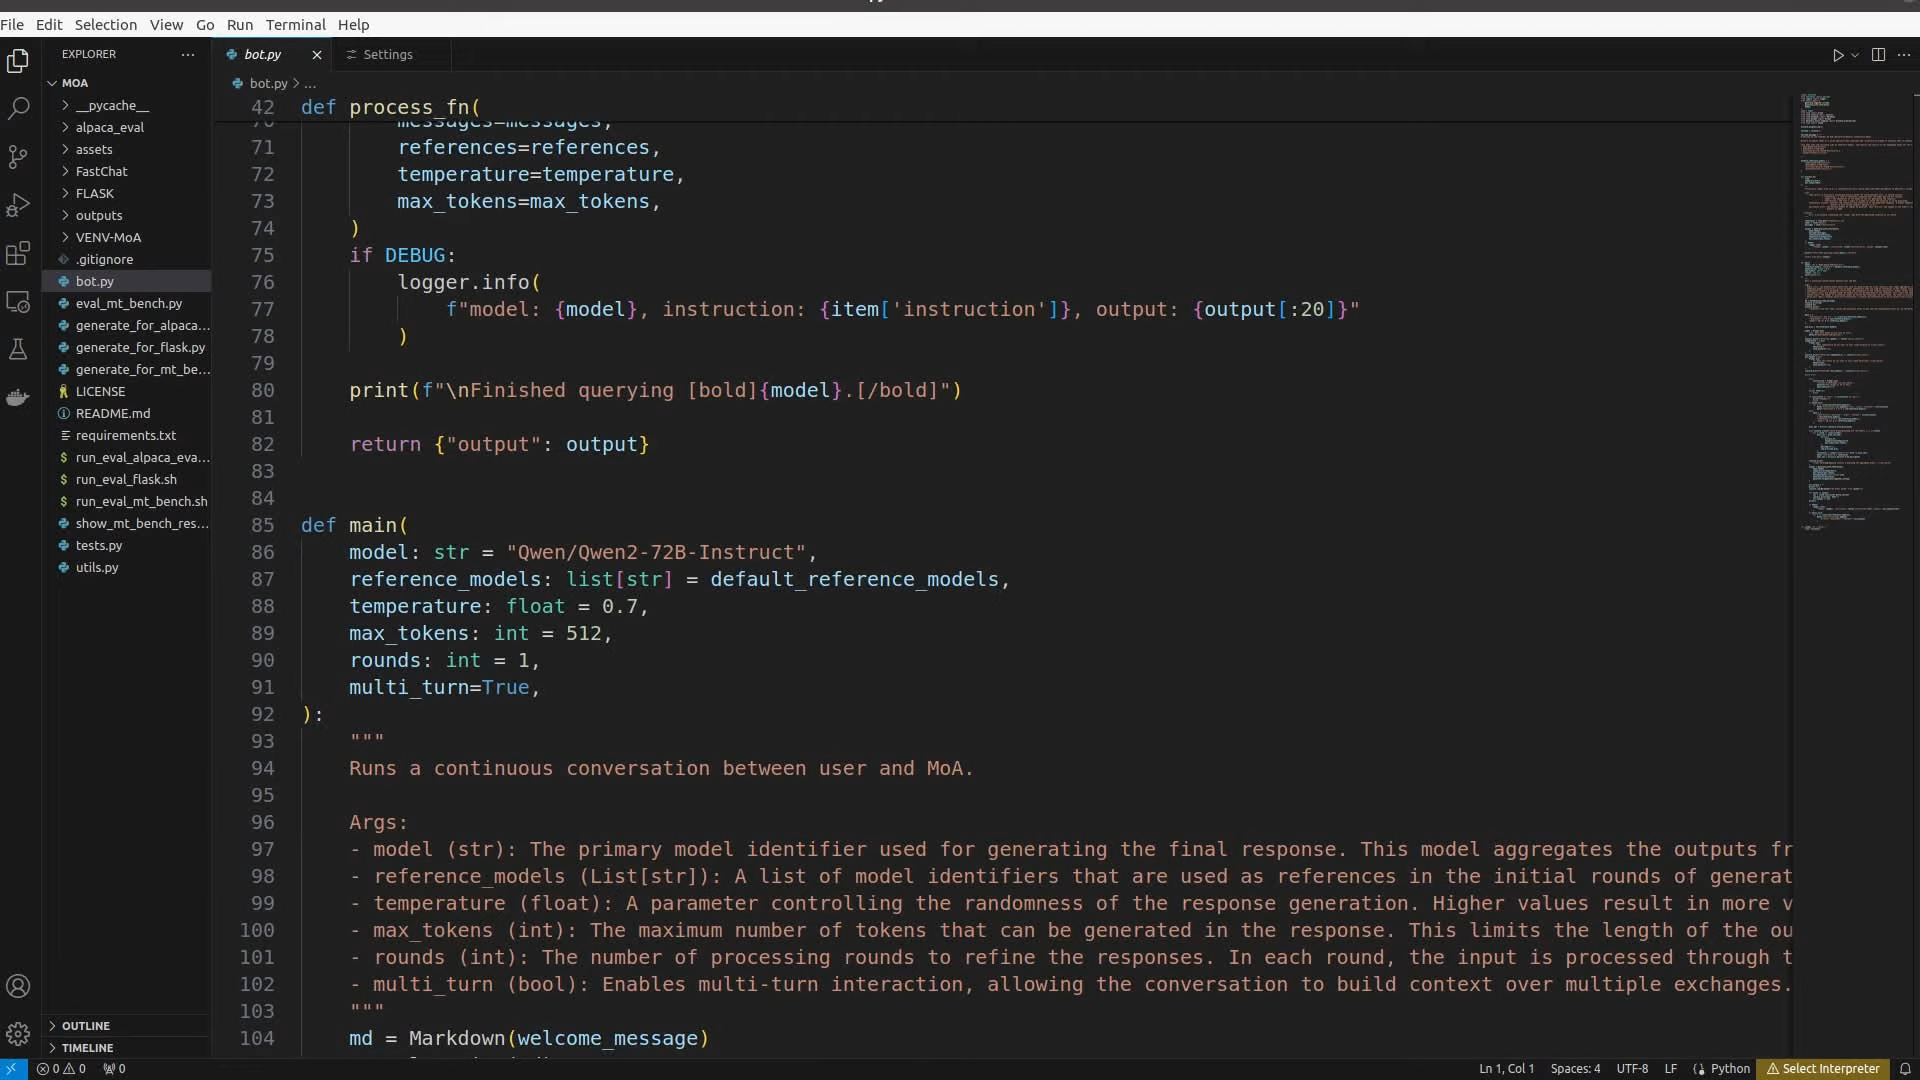 File Edit Selection View Go Run Terminal Help
EXPLORER
bot.py
Settings
MOA
bot.py > ...
__pycache__
alpaca_eval
assets
FastChat
FLASK
outputs
VENV-MoA
.gitignore
bot.py
eval_mt_bench.py
generate_for_alpaca...
generate_for_flask.py
generate_for_mt_be...
LICENSE
README.md
requirements.txt
run_eval_alpaca_eva...
run_eval_flask.sh
run_eval_mt_bench.sh
show_mt_bench_res...
tests.py
utils.py
OUTLINE
TIMELINE
42 def process_fn(
70 messages=messages,
71 references=references,
72 temperature=temperature,
73 max_tokens=max_tokens,
74 )
75 if DEBUG:
76 logger.info(
77 f"model: {model}, instruction: {item['instruction']}, output: {output[:20]}"
78 )
79
80 print(f"\nFinished querying [bold]{model}.[/bold]")
81
82 return {"output": output}
83
84
85 def main(
86 model: str = "Qwen/Qwen2-72B-Instruct",
87 reference_models: list[str] = default_reference_models,
88 temperature: float = 0.7,
89 max_tokens: int = 512,
90 rounds: int = 1,
91 multi_turn=True,
92 ):
93 """
94 Runs a continuous conversation between user and MoA.
95
96 Args:
97 - model (str): The primary model identifier used for generating the final response. This model aggregates the outputs fr
98 - reference_models (List[str]): A list of model identifiers that are used as references in the initial rounds of generat
99 - temperature (float): A parameter controlling the randomness of the response generation. Higher values result in more v
100 - max_tokens (int): The maximum number of tokens that can be generated in the response. This limits the length of the ou
101 - rounds (int): The number of processing rounds to refine the responses. In each round, the input is processed through t
102 - multi_turn (bool): Enables multi-turn interaction, allowing the conversation to build context over multiple exchanges.
103 """
104 md = Markdown(welcome_message)
0 0 0
Ln 1, Col 1 Spaces: 4 UTF-8 LF Python Select Interpreter